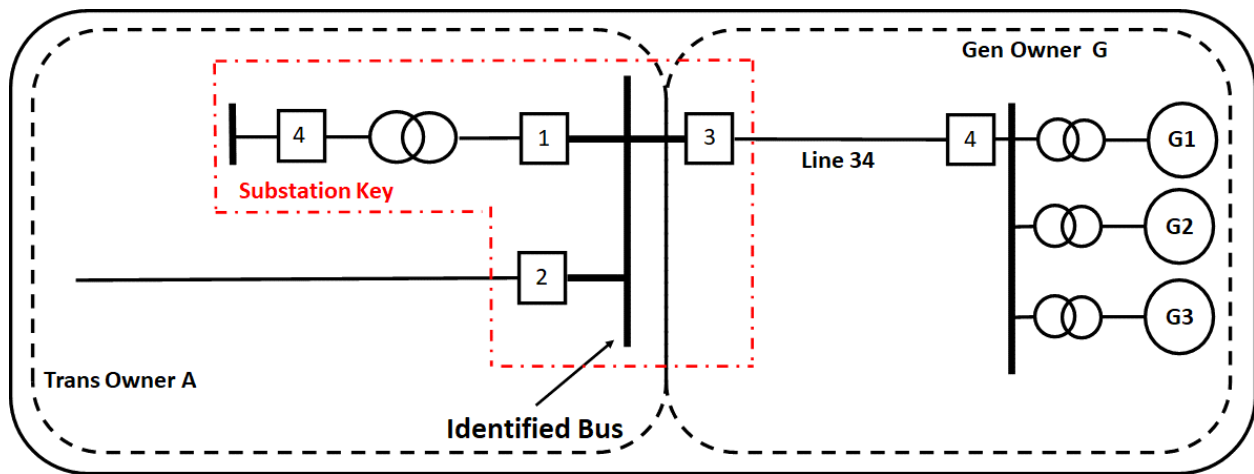 Gen Owner G
4
1
3
4
G1
Line 34
Substation Key
G2
2
G3
Trans Owner A
Identified Bus